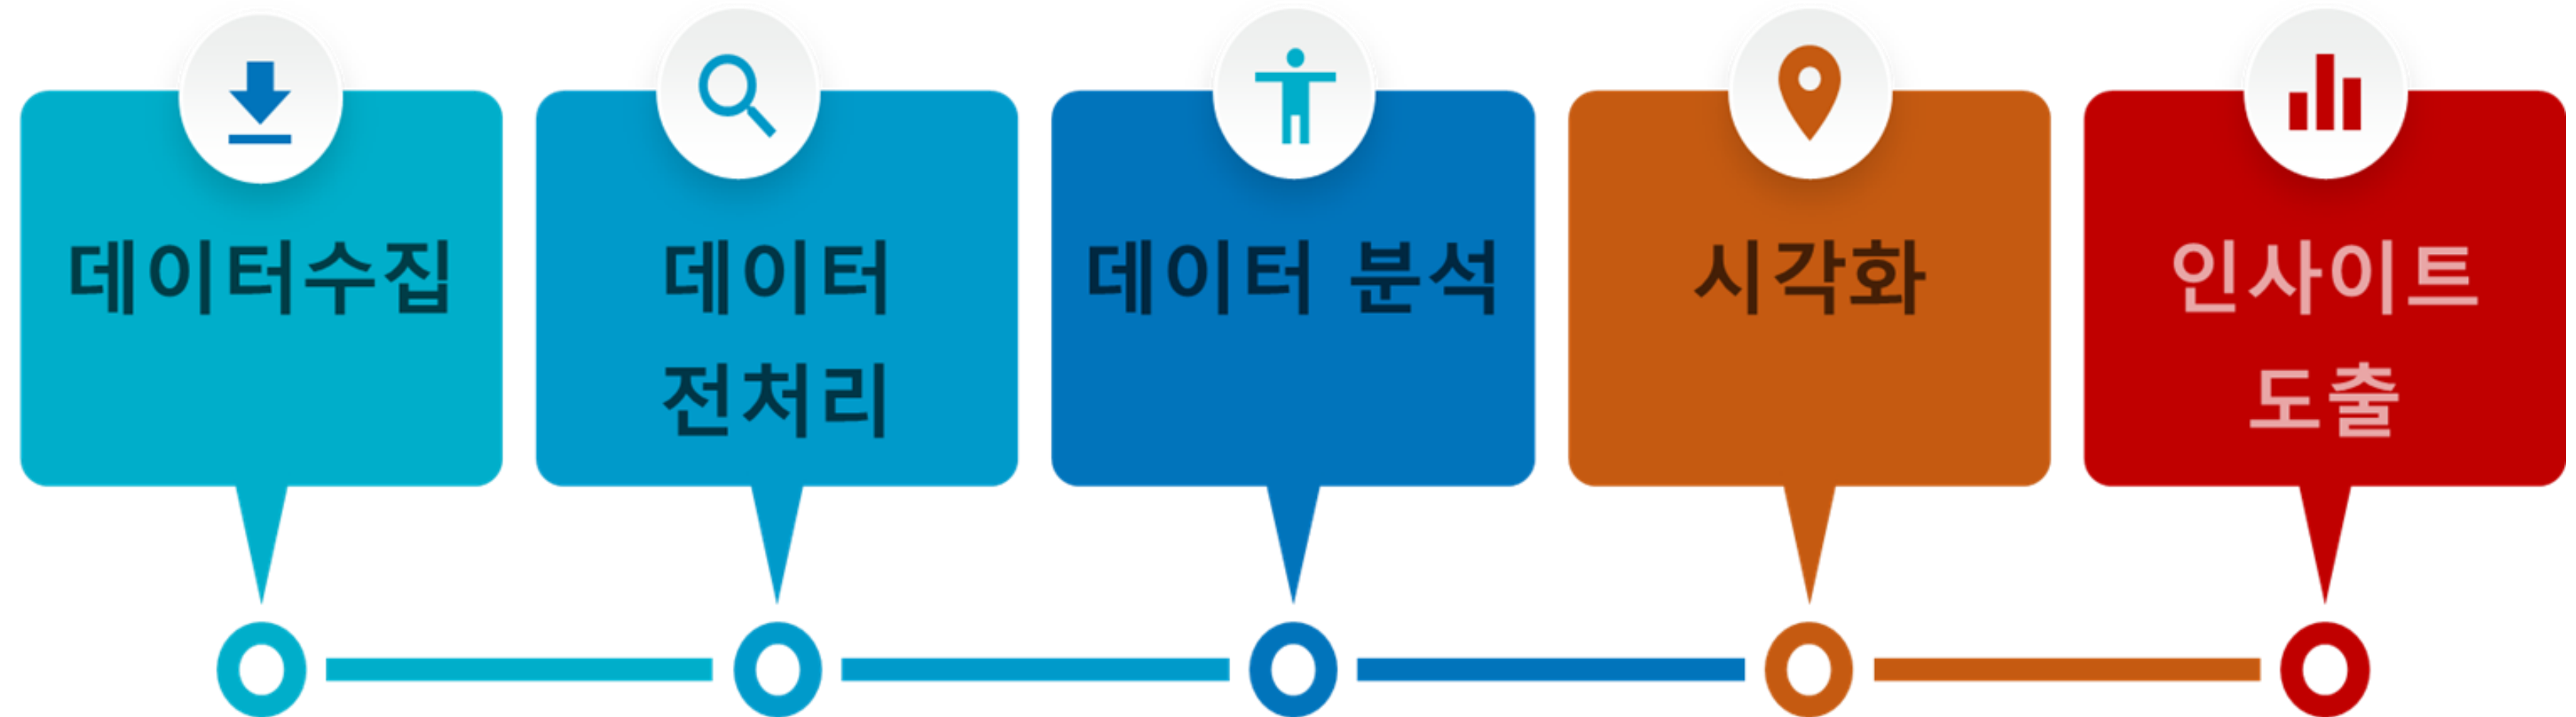 데이터수집
데이터
전처리
데이터 분석
시각화
인사이트
도출